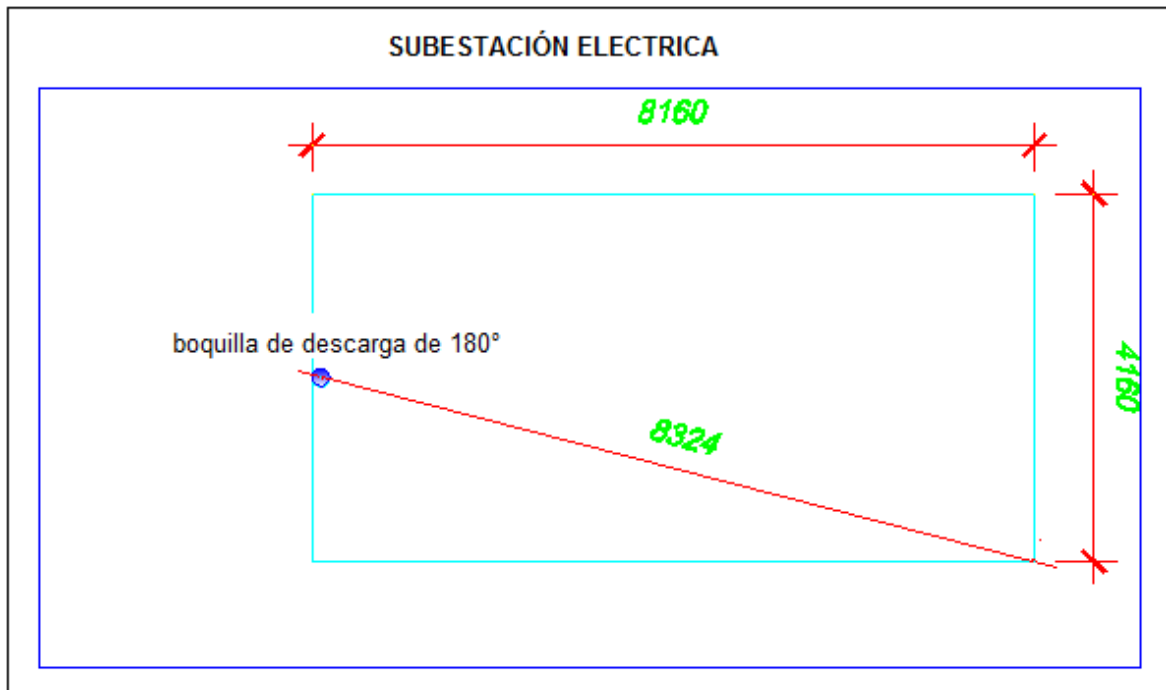 SUBESTACIÓN ELECTRICA
8160
boquilla de descarga de 180°
4160
8324